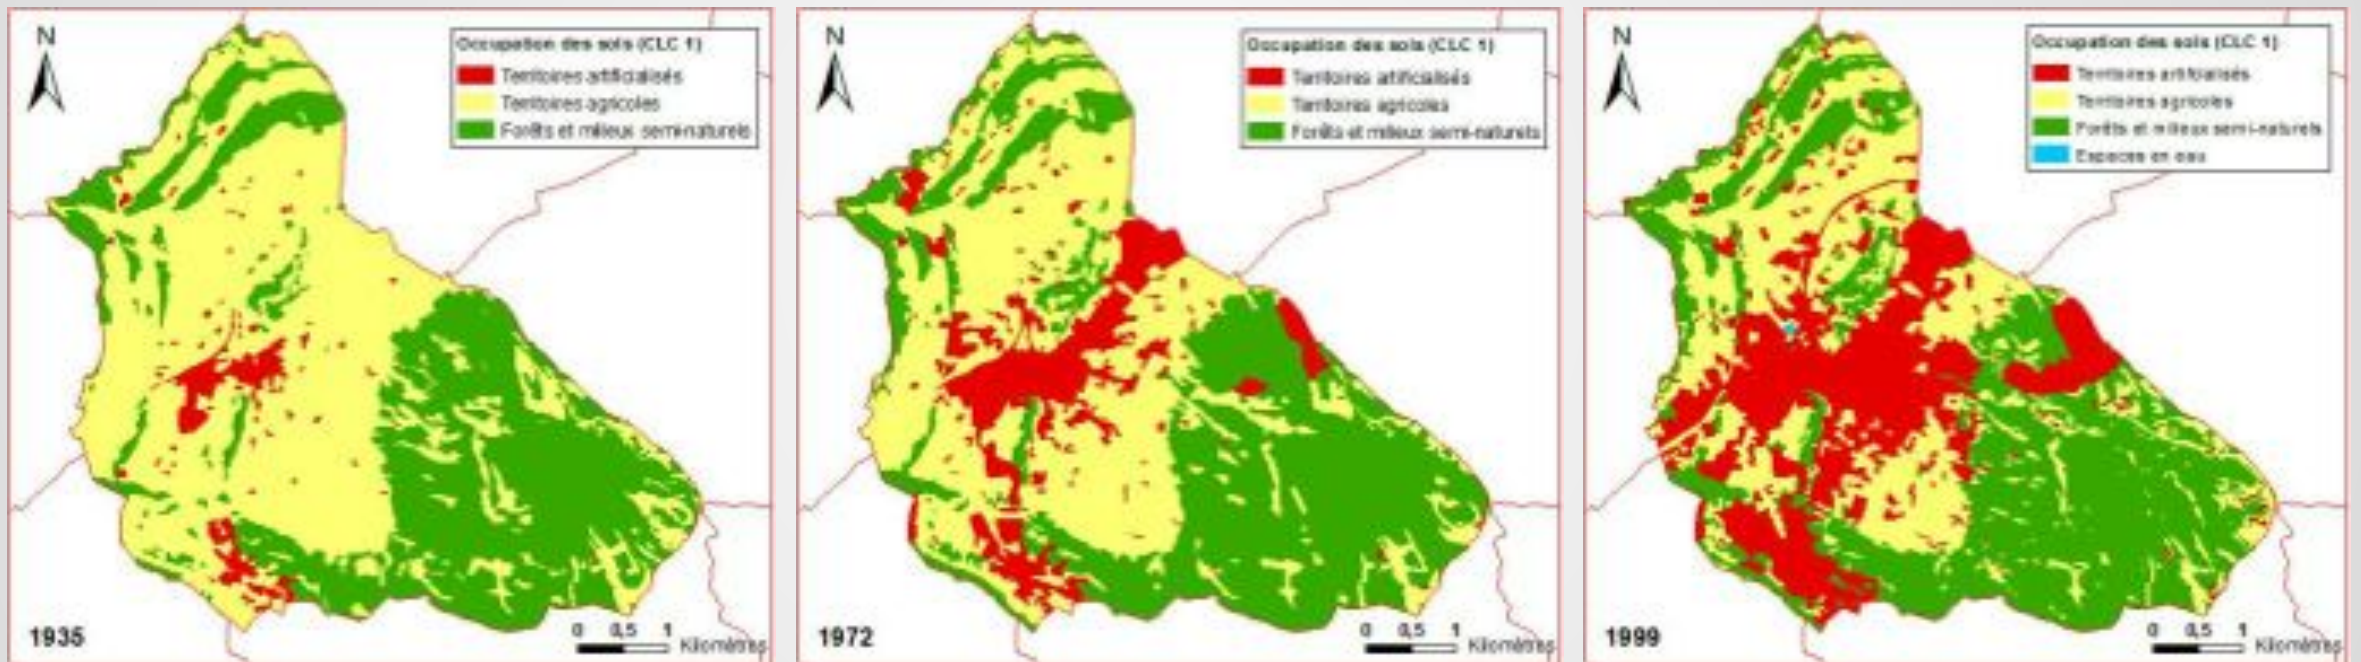 N
Occupation des sols (CLC 1)
Territoires artificialisés
Territoires agricoles
Forêts et milieux semi-naturels
1935
0 0,5 1
Kilomètres
N
Occupation des sols (CLC 1)
Territoires artificialisés
Territoires agricoles
Forêts et milieux semi-naturels
1972
0 0,5 1
Kilomètres
N
Occupation des sols (CLC 1)
Territoires artificialisés
Territoires agricoles
Forêts et milieux semi-naturels
Espaces en eau
1999
0 0,5 1
Kilomètres